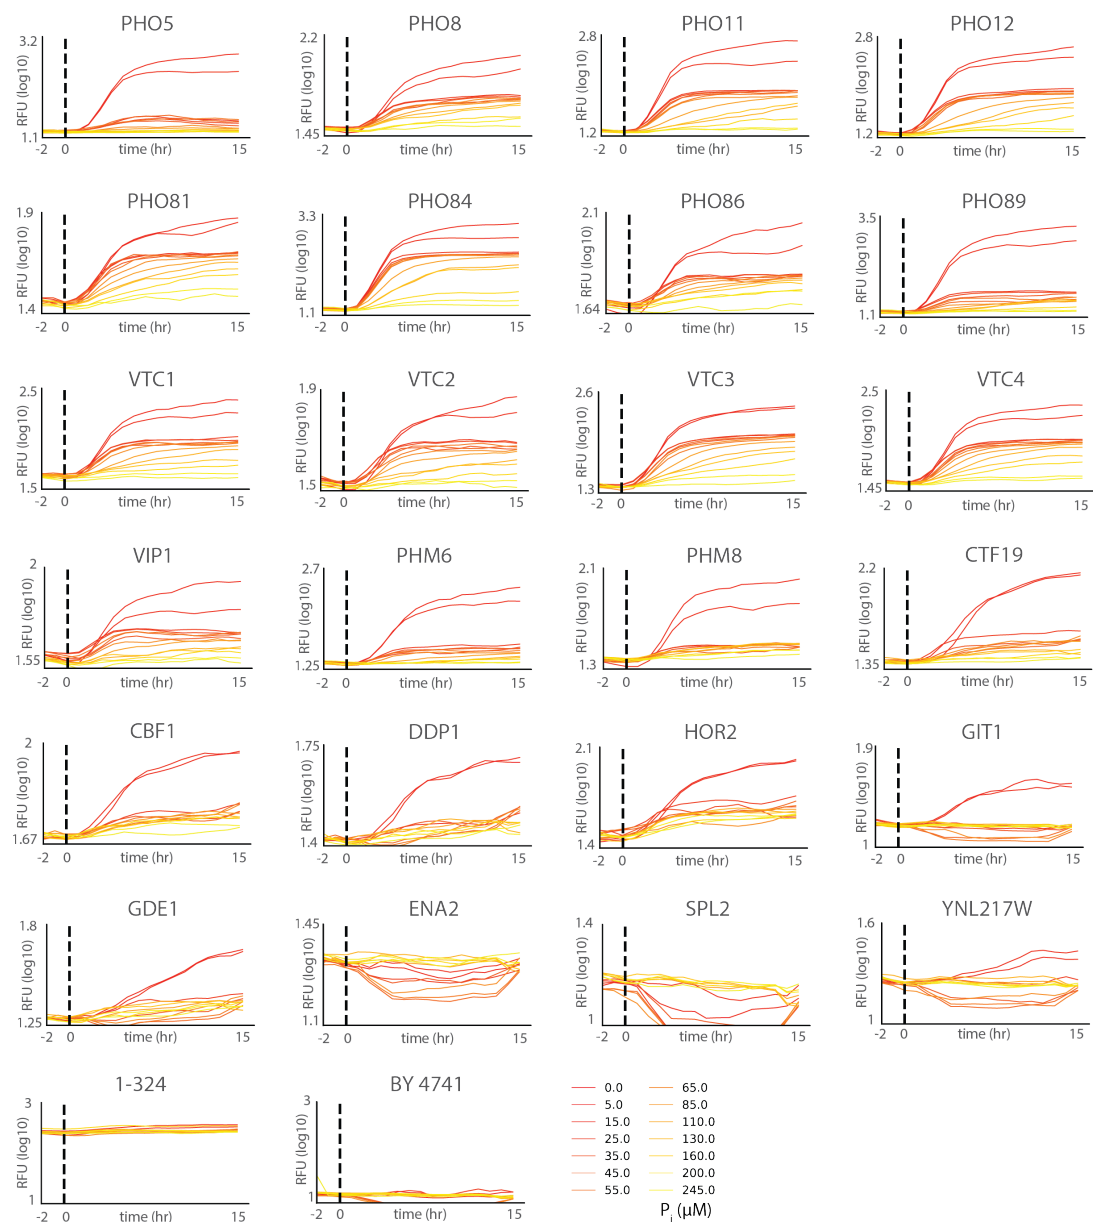 PHO5 PHO8 PHO11 PHO12
3.2 2.2 2.8 2.8
RFU (log10) RFU (log10) RFU (log10) RFU (log10)
1.1 1.45 1.2 1.2
-2 0 time (hr) 15 -2 0 time (hr) 15 -2 0 time (hr) 15 -2 0 time (hr) 15
PHO81 PHO84 PHO86 PHO89
1.9 3.3 2.1 3.5
RFU (log10) RFU (log10) RFU (log10) RFU (log10)
1.4 1.1 1.64 1.1
-2 0 time (hr) 15 -2 0 time (hr) 15 -2 0 time (hr) 15 -2 0 time (hr) 15
VTC1 VTC2 VTC3 VTC4
2.5 1.9 2.6 2.5
RFU (log10) RFU (log10) RFU (log10) RFU (log10)
1.5 1.5 1.3 1.45
-2 0 time (hr) 15 -2 0 time (hr) 15 -2 0 time (hr) 15 -2 0 time (hr) 15
VIP1 PHM6 PHM8 CTF19
2 2.7 2.1 2.2
RFU (log10) RFU (log10) RFU (log10) RFU (log10)
1.55 1.25 1.3 1.35
-2 0 time (hr) 15 -2 0 time (hr) 15 -2 0 time (hr) 15 -2 0 time (hr) 15
CBF1 DDP1 HOR2 GIT1
2 1.75 2.1 1.9
RFU (log10) RFU (log10) RFU (log10) RFU (log10)
1.67 1.4 1.4 1
-2 0 time (hr) 15 -2 0 time (hr) 15 -2 0 time (hr) 15 -2 0 time (hr) 15
GDE1 ENA2 SPL2 YNL217W
1.8 1.45 1.4 1.6
RFU (log10) RFU (log10) RFU (log10) RFU (log10)
1.25 1.1 1 1
-2 0 time (hr) 15 -2 0 time (hr) 15 -2 0 time (hr) 15 -2 0 time (hr) 15
1-324 BY 4741
3 3
RFU (log10) RFU (log10)
1 1
-2 0 time (hr) 15 -2 0 time (hr) 15
0.0 65.0
5.0 85.0
15.0 110.0
25.0 130.0
35.0 160.0
45.0 200.0
55.0 245.0
Pi (μM)